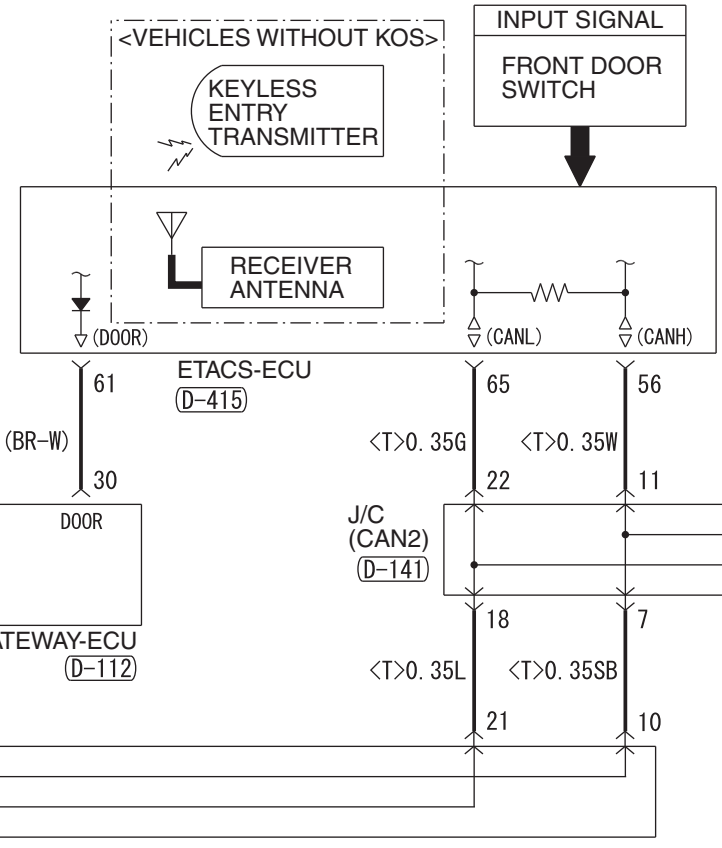 <VEHICLES WITHOUT KOS>
KEYLESS
ENTRY
TRANSMITTER
INPUT SIGNAL
FRONT DOOR
SWITCH
RECEIVER
ANTENNA
(DOOR)
(CANL)
(CANH)
ETACS-ECU
(D-415)
61
65
56
(BR-W)
<T>0.35G
<T>0.35W
30
22
11
DOOR
J/C
(CAN2)
(D-141)
ATEWAY-ECU
(D-112)
18
7
<T>0.35L
<T>0.35SB
21
10